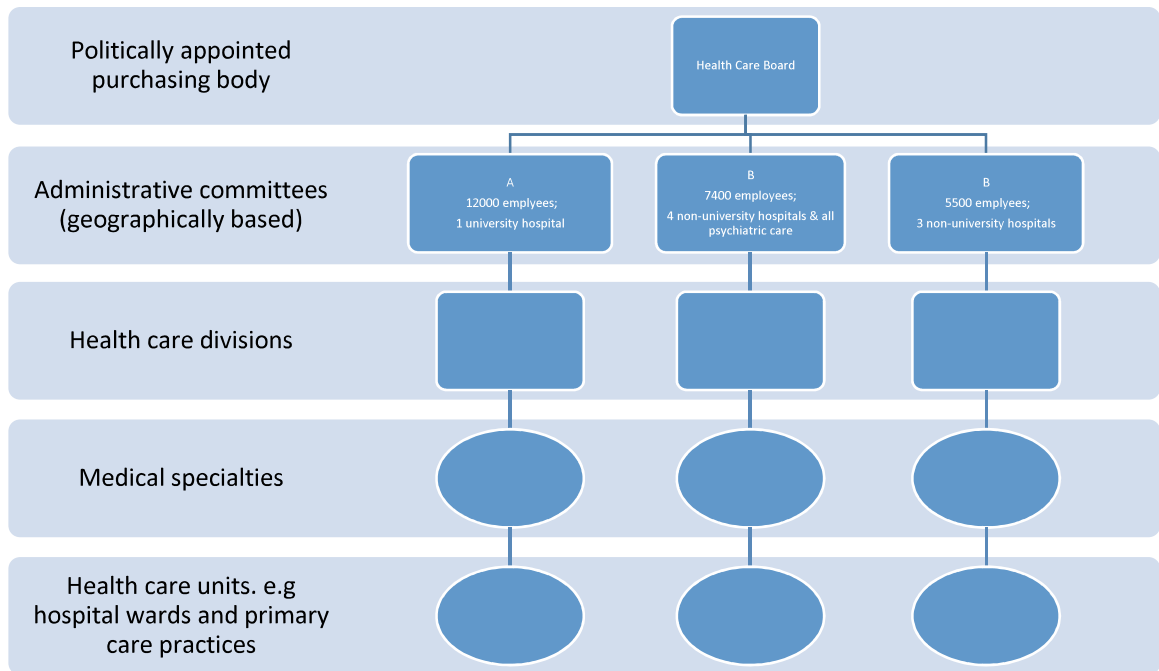 Politically appointed
purchasing body
Health Care Board
Administrative committees
(geographically based)
A
12000 emplyees;
1 university hospital
B
7400 employees;
4 non-university hospitals & all
psychiatric care
B
5500 emplyees;
3 non-university hospitals
Health care divisions
Medical specialties
Health care units. e.g
hospital wards and primary
care practices